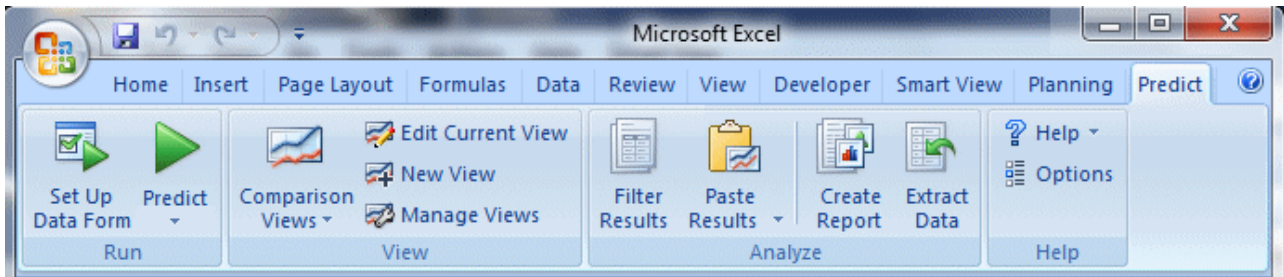 Microsoft Excel
Home Insert Page Layout Formulas Data Review View Developer Smart View Planning Predict
Set Up
Data Form
Predict
Run
Comparison
Views
Edit Current View
New View
Manage Views
View
Filter
Results
Paste
Results
Create
Report
Extract
Data
Analyze
Help
Options
Help